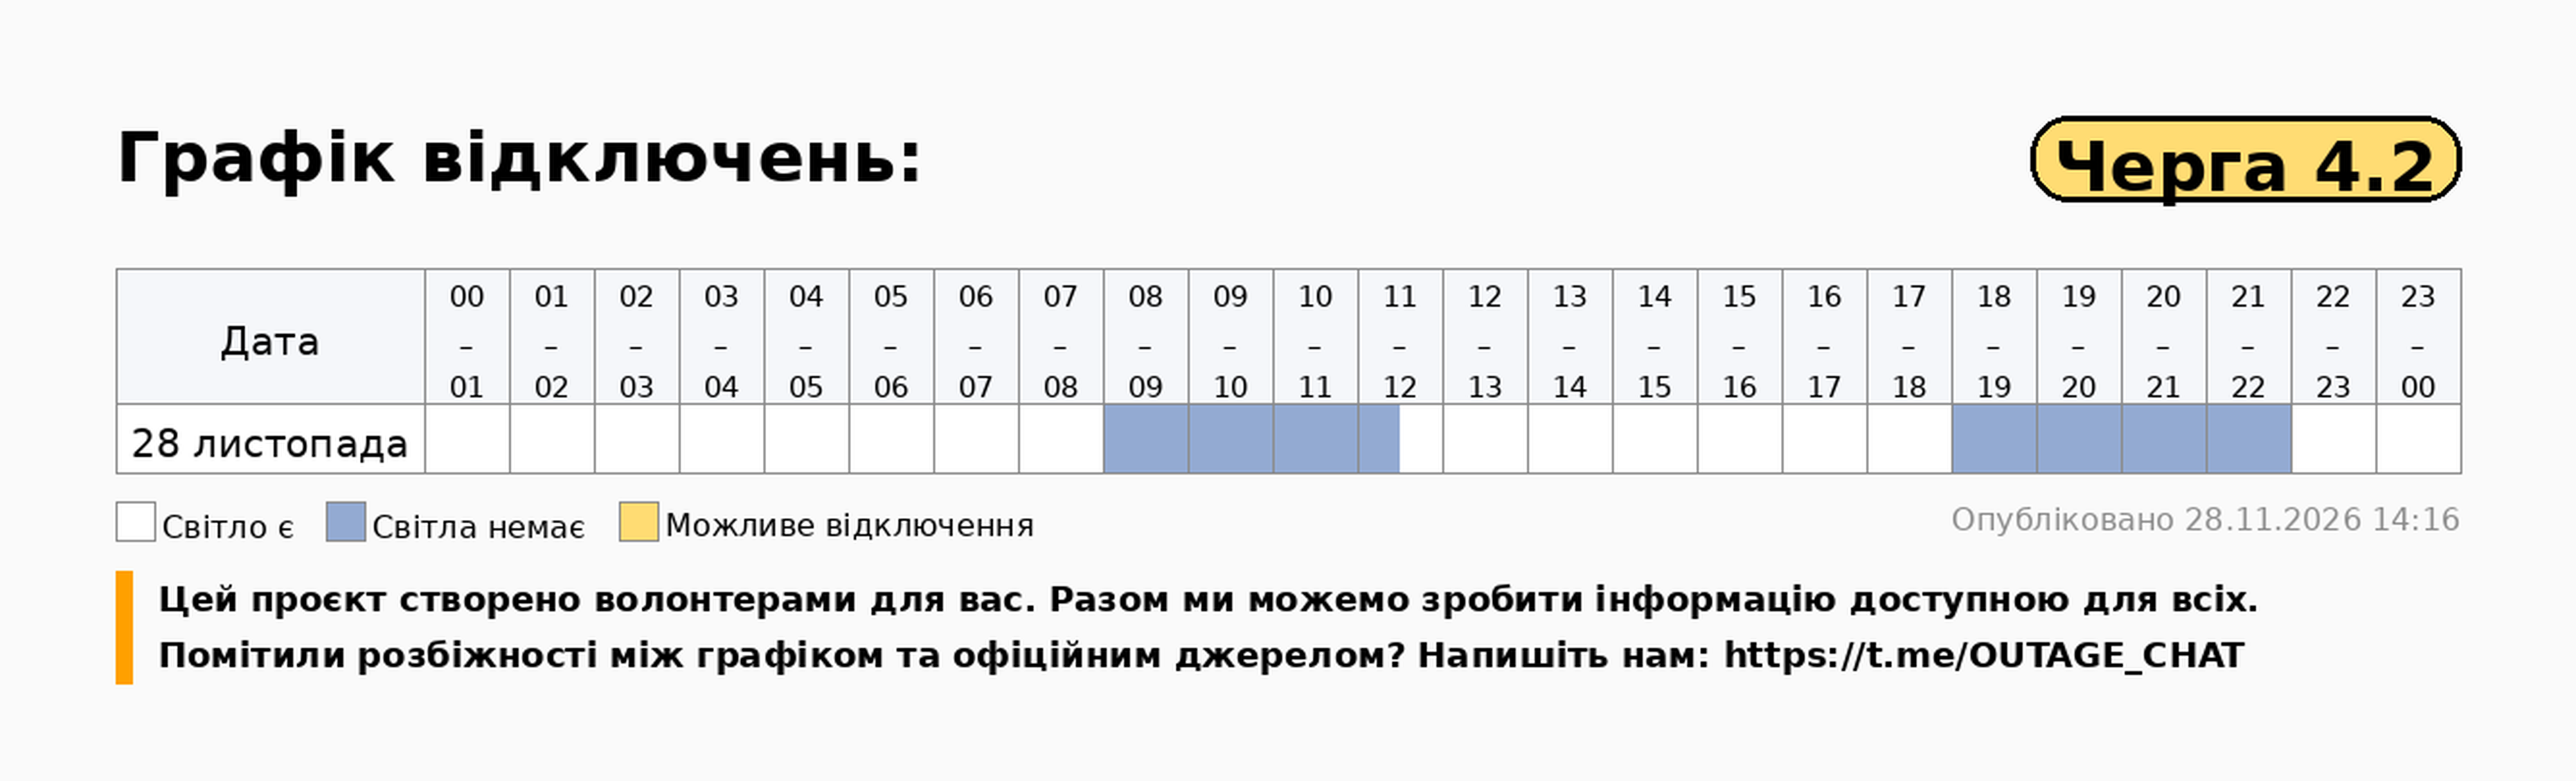 Графік відключень:
Черга 4.2
Дата
00 – 01
01 – 02
02 – 03
03 – 04
04 – 05
05 – 06
06 – 07
07 – 08
08 – 09
09 – 10
10 – 11
11 – 12
12 – 13
13 – 14
14 – 15
15 – 16
16 – 17
17 – 18
18 – 19
19 – 20
20 – 21
21 – 22
22 – 23
23 – 00
28 листопада
Світло є
Світла немає
Можливе відключення
Опубліковано 28.11.2026 14:16
Цей проєкт створено волонтерами для вас. Разом ми можемо зробити інформацію доступною для всіх.
Помітили розбіжності між графіком та офіційним джерелом? Напишіть нам: https://t.me/OUTAGE_CHAT